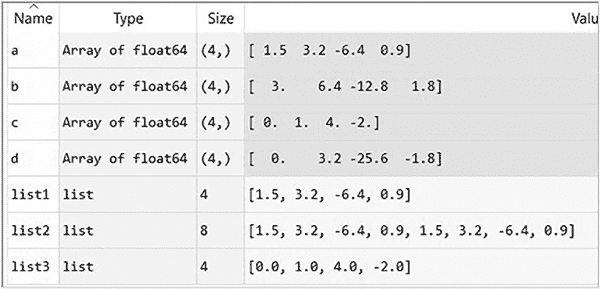 Name Type Size Valu
a Array of float64 (4,) [ 1.5 3.2 -6.4 0.9]
b Array of float64 (4,) [ 3. 6.4 -12.8 1.8]
c Array of float64 (4,) [ 0. 1. 4. -2.]
d Array of float64 (4,) [ 0. 3.2 -25.6 -1.8]
list1 list 4 [1.5, 3.2, -6.4, 0.9]
list2 list 8 [1.5, 3.2, -6.4, 0.9, 1.5, 3.2, -6.4, 0.9]
list3 list 4 [0.0, 1.0, 4.0, -2.0]